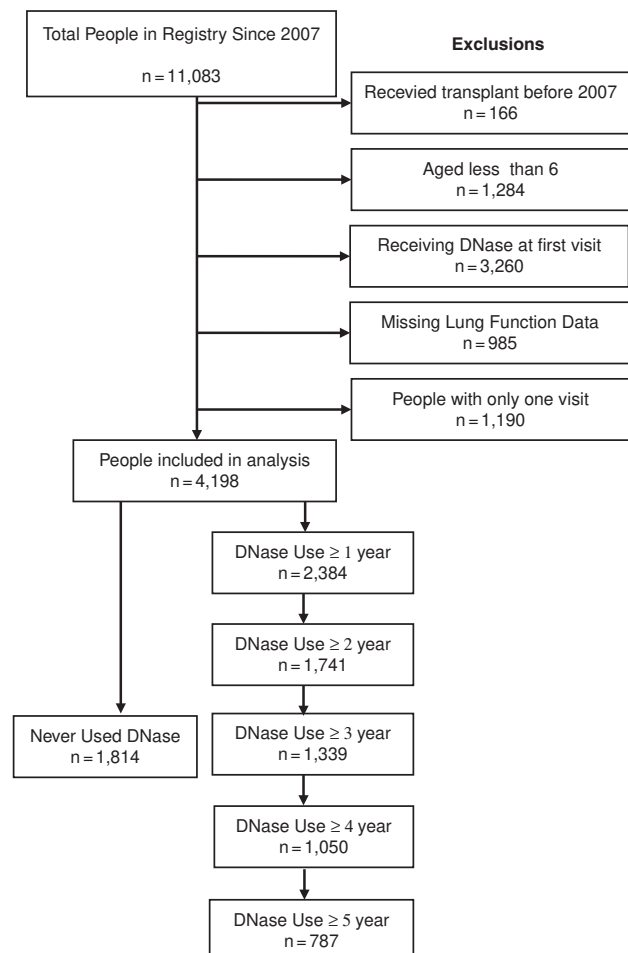 Total People in Registry Since 2007
n = 11,083
Exclusions
Recevied transplant before 2007
n = 166
Aged less than 6
n = 1,284
Receiving DNase at first visit
n = 3,260
Missing Lung Function Data
n = 985
People with only one visit
n = 1,190
People included in analysis
n = 4,198
DNase Use ≥ 1 year
n = 2,384
DNase Use ≥ 2 year
n = 1,741
Never Used DNase
n = 1,814
DNase Use ≥ 3 year
n = 1,339
DNase Use ≥ 4 year
n = 1,050
DNase Use ≥ 5 year
n = 787